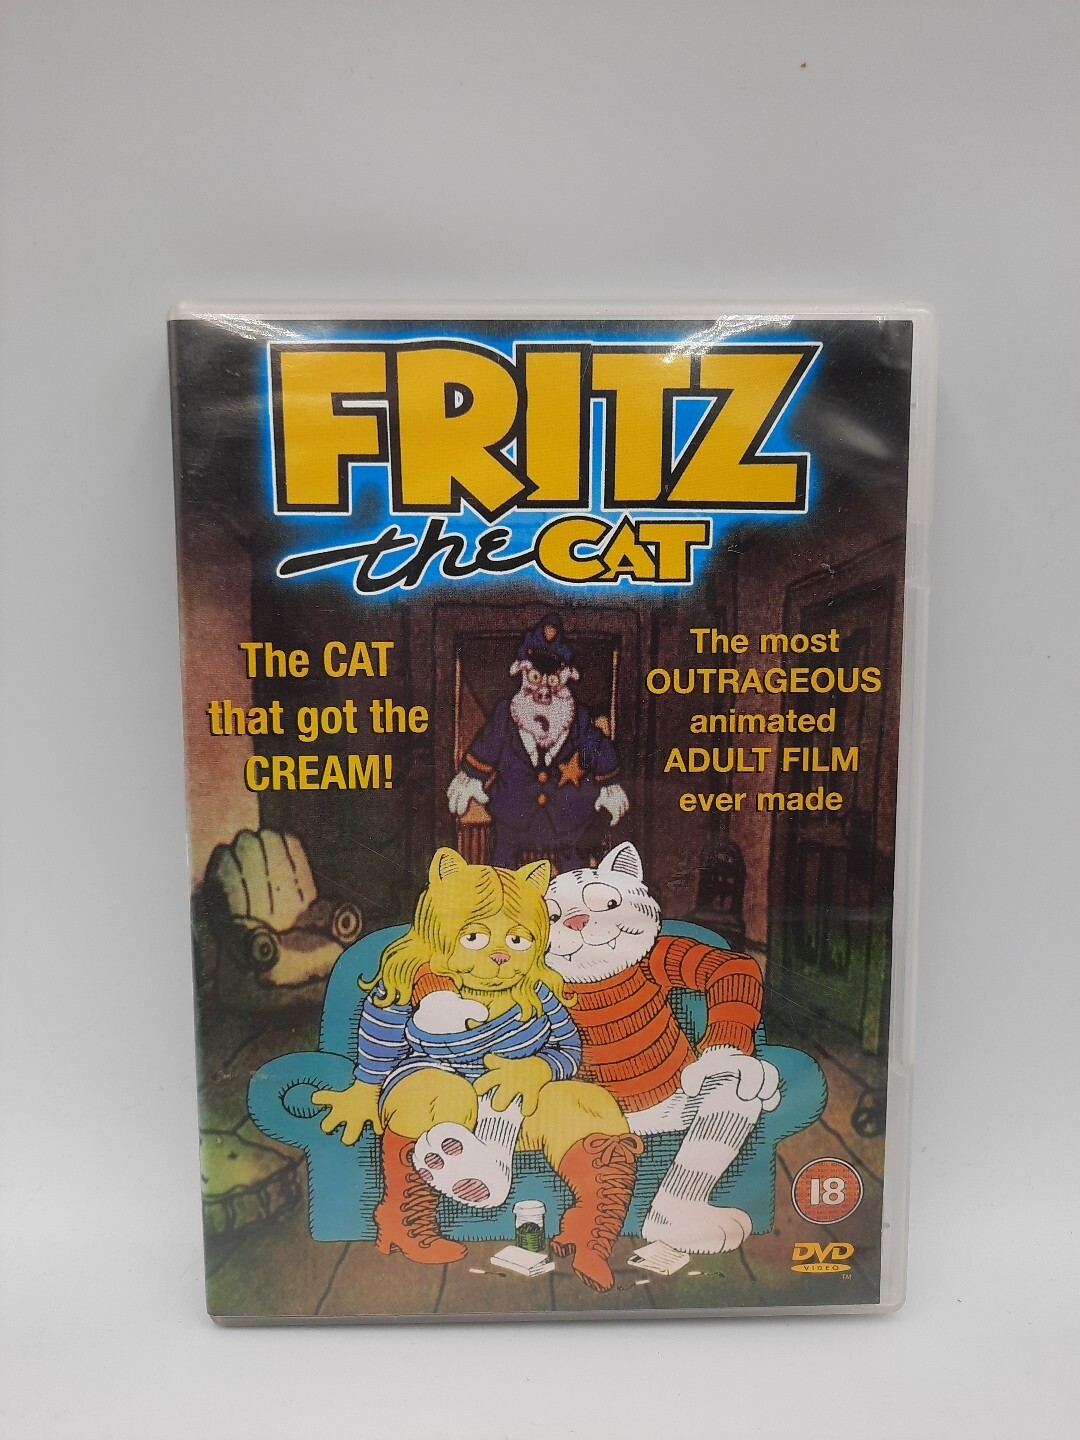 FRITZ
the CAT
The CAT
that got the
CREAM!
The most
OUTRAGEOUS
animated
ADULT FILM
ever made
18
DVD
VIDEO
TM